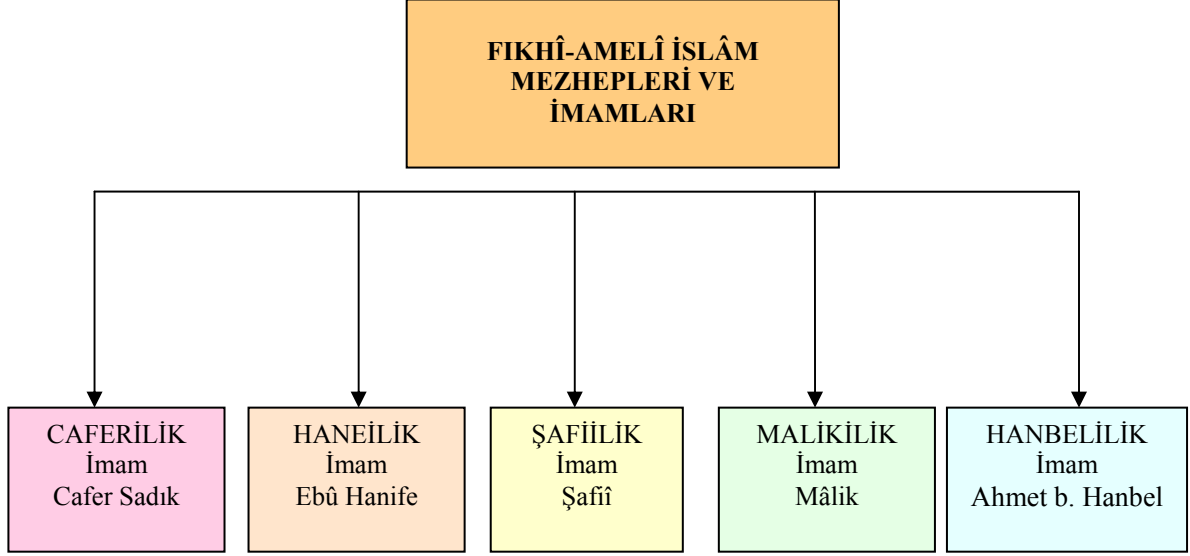 FIKHÎ-AMELÎ İSLÂM
MEZHEPLERİ VE
İMAMLARI
CAFERİLİK
İmam
Cafer Sadık
HANEİLİK
İmam
Ebû Hanife
ŞAFİİLİK
İmam
Şafiî
MALİKİLİK
İmam
Mâlik
HANBELİLİK
İmam
Ahmet b. Hanbel